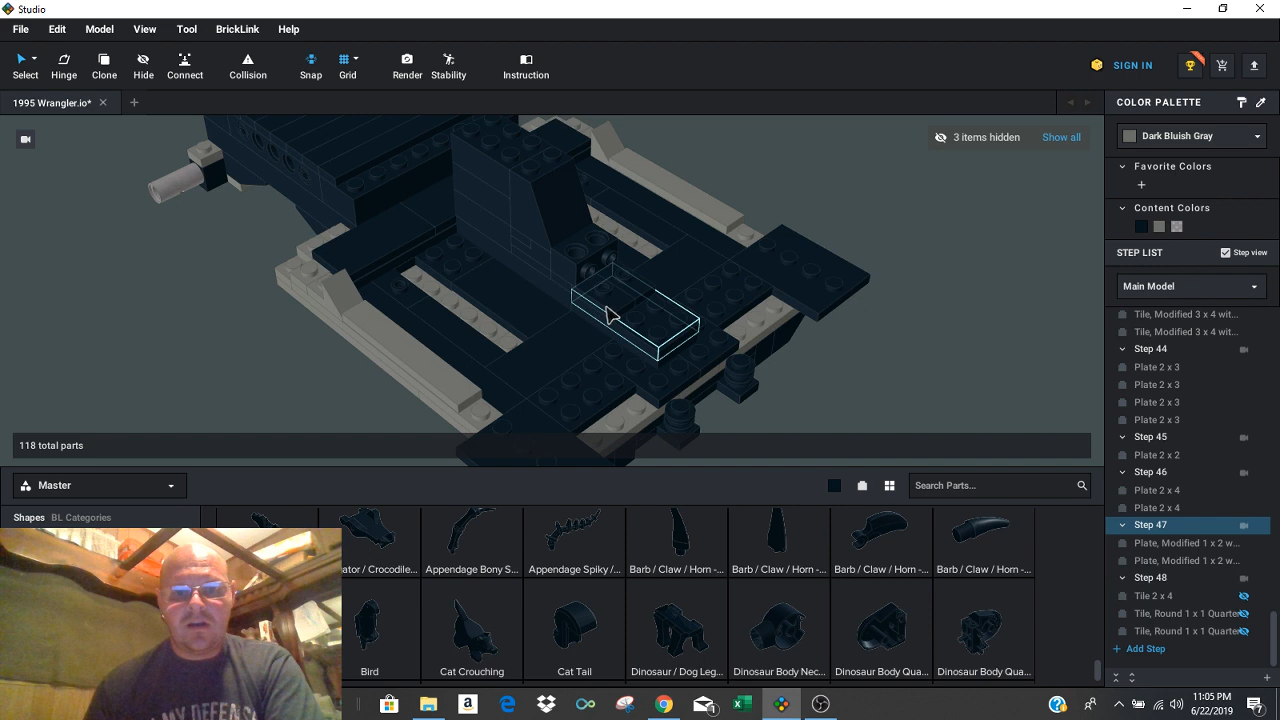 Studio
File Edit Model View Tool BrickLink Help
Select Hinge Clone Hide Connect Collision Snap Grid Render Stability Instruction SIGN IN
1995 Wrangler.io*
COLOR PALETTE
3 items hidden Show all
Dark Bluish Gray
Favorite Colors
Content Colors
STEP LIST Step view
Main Model
Tile, Modified 3 x 4 wit...
Tile, Modified 3 x 4 wit...
Step 44
Plate 2 x 3
Plate 2 x 3
Plate 2 x 3
Plate 2 x 3
Step 45
Plate 2 x 2
Step 46
Plate 2 x 4
Plate 2 x 4
Step 47
Plate, Modified 1 x 2 w...
Plate, Modified 1 x 2 w...
Step 48
Tile 2 x 4
Tile, Round 1 x 1 Quarter
Tile, Round 1 x 1 Quarter
Add Step
118 total parts
Master
Search Parts...
Shapes BL Categories
ator / Crocodile... Appendage Bony S... Appendage Spiky /... Barb / Claw / Horn -... Barb / Claw / Horn -... Barb / Claw / Horn -... Barb / Claw / Horn -...
Bird Cat Crouching Cat Tail Dinosaur / Dog Leg... Dinosaur Body Nec... Dinosaur Body Qua... Dinosaur Body Qua...
MY DEFENS
11:05 PM
6/22/2019